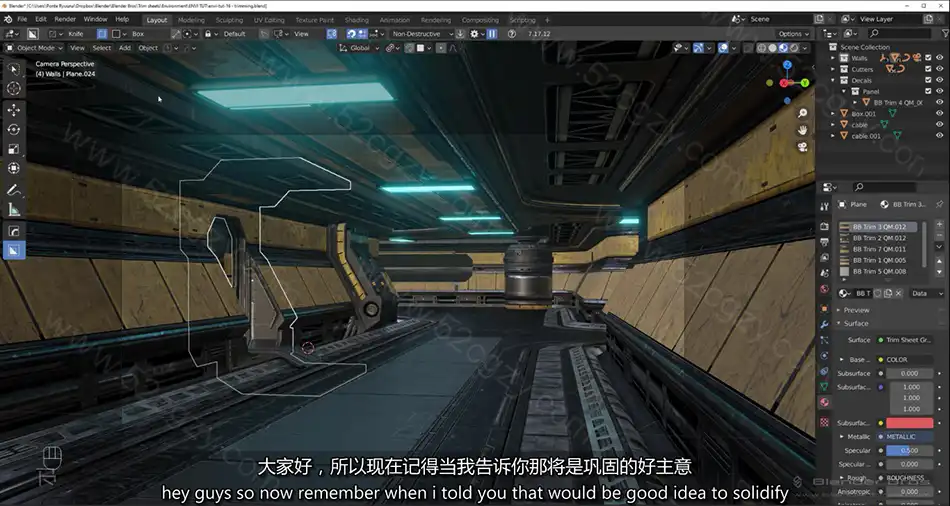 File Edit Render Window Help Layout Modeling Sculpting UV Editing Texture Paint Shading Animation Rendering Compositing Geometry Nodes Scripting Scene View Layer
Knife Box Default View Non-Destructive 7.17.12 Options
Object Mode View Select Add Object Global
Camera Perspective
(4) Walls | Plane.024
Scene Collection
Walls
Cutters
Decals
Panel
BB Trim 4 QM_0
Box.001
cable
cable.001
Plane BB Trim 3...
BB Trim 3 QM.012
BB Trim 2 QM.012
BB Trim 7 QM.011
BB Trim 1 QM.005
BB Trim 5 QM.008
BB T Data
Preview
Surface
Surface Trim Sheet Gr...
Base ... COLOR
Subsurface 0.000
Subsurfac.. 1.000
1.000
1.000
Subsurfac..
Metallic METALLIC
Specular 0.500
Specular ... 0.000
Rough.. ROUGHNESS
Anisotropic 0.000
大家好，所以现在记得当我告诉你那将是巩固的好主意
hey guys so now remember when i told you that would be good idea to solidify